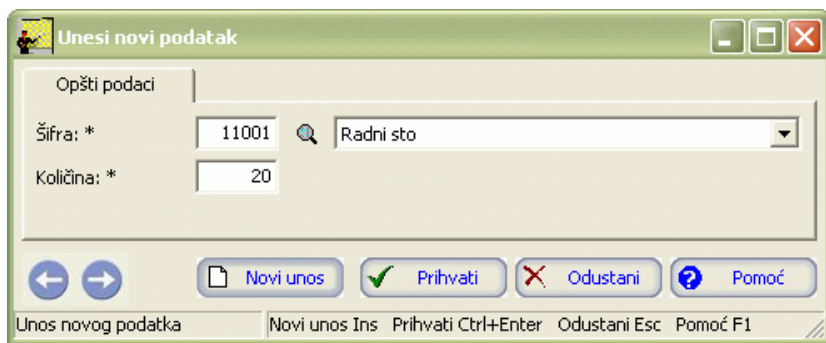 Unesi novi podatak
Opšti podaci
Šifra: * 11001 Radni sto
Količina: * 20
Novi unos Prihvati Odustani Pomoć
Unos novog podatka Novi unos Ins Prihvati Ctrl+Enter Odustani Esc Pomoć F1